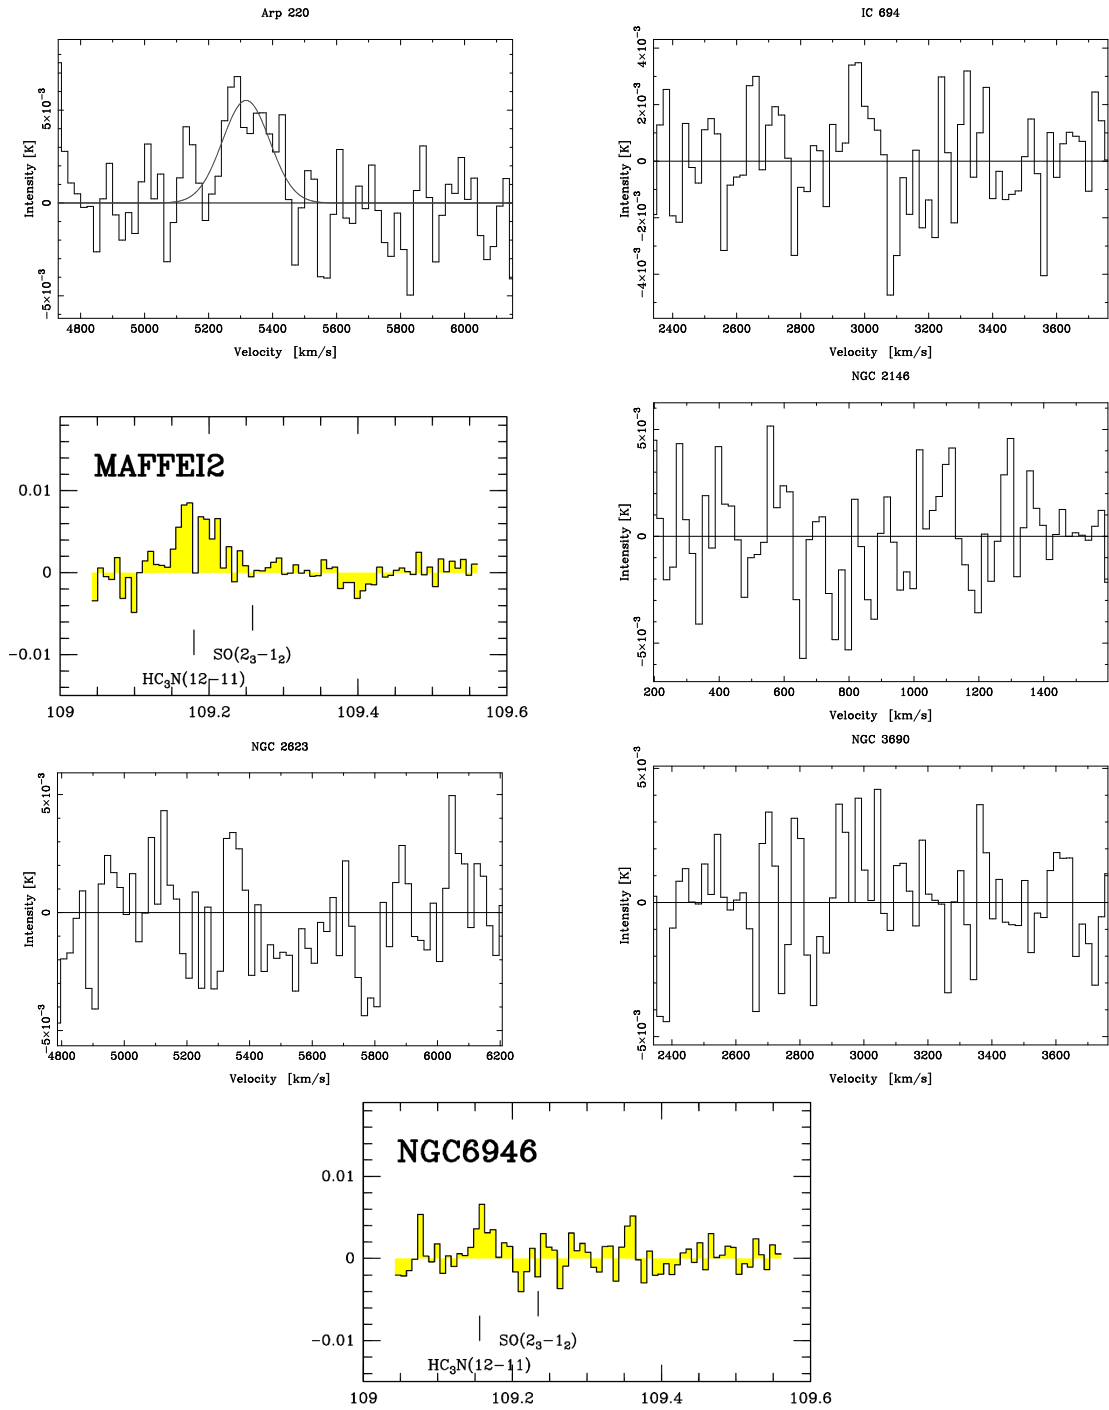 Arp 220
IC 694
Intensity [K]
5×10⁻³
0
−5×10⁻³
4800 5000 5200 5400 5600 5800 6000
Velocity [km/s]
Intensity [K]
4×10⁻³
2×10⁻³
0
−2×10⁻³
−4×10⁻³
2400 2600 2800 3000 3200 3400 3600
Velocity [km/s]
MAFFEI2
0.01
0
−0.01
SO(2₃−1₂)
HC₃N(12−11)
109 109.2 109.4 109.6
NGC 2146
Intensity [K]
5×10⁻³
0
−5×10⁻³
200 400 600 800 1000 1200 1400
Velocity [km/s]
NGC 2623
Intensity [K]
5×10⁻³
0
−5×10⁻³
4800 5000 5200 5400 5600 5800 6000 6200
Velocity [km/s]
NGC 3690
Intensity [K]
5×10⁻³
0
−5×10⁻³
2400 2600 2800 3000 3200 3400 3600
Velocity [km/s]
NGC6946
0.01
0
−0.01
SO(2₃−1₂)
HC₃N(12−11)
109 109.2 109.4 109.6